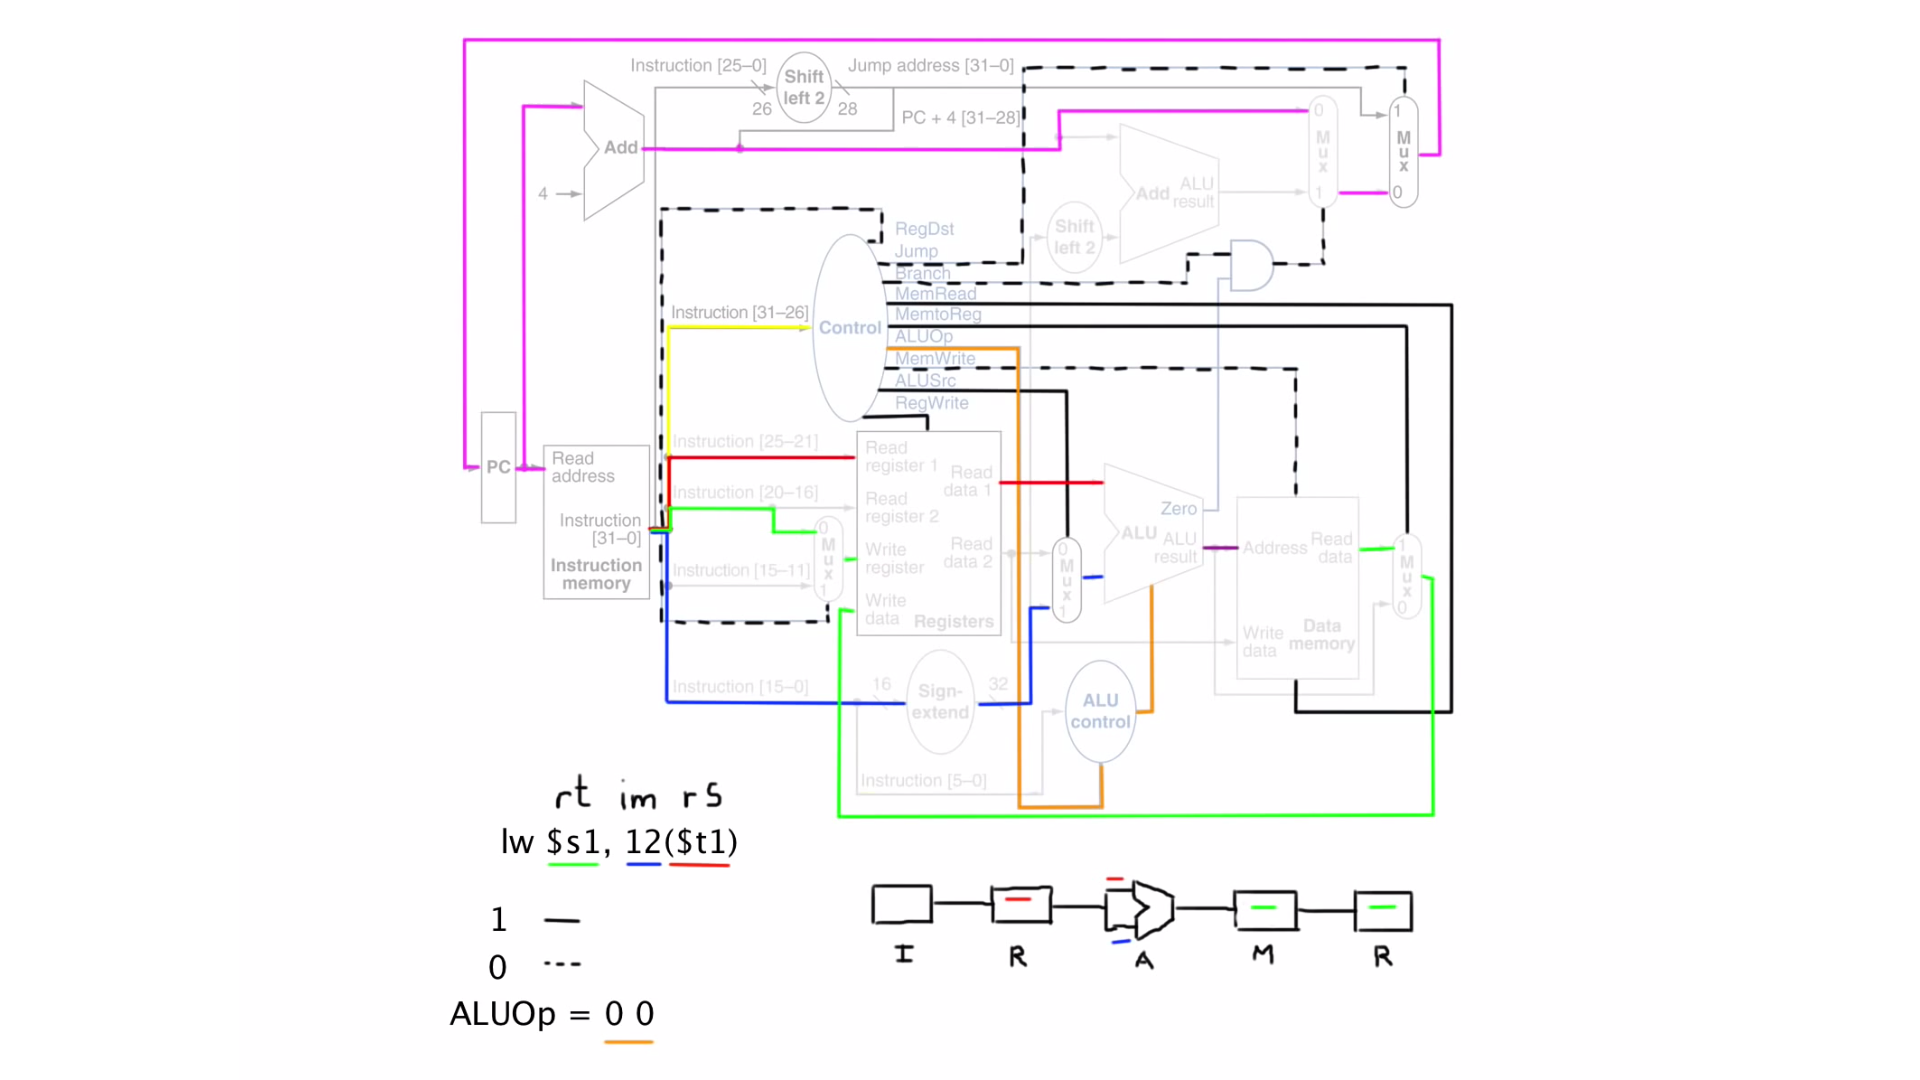 Instruction [25–0]
Shift
left 2
Jump address [31–0]
26
28
PC + 4 [31–28]
Add
4
0
M
u
x
1
1
M
u
x
0
Add
ALU
result
Shift
left 2
RegDst
Jump
Branch
MemRead
MemtoReg
ALUOp
MemWrite
ALUSrc
RegWrite
Instruction [31–26]
Control
PC
Read
address
Instruction
[31–0]
Instruction
memory
Instruction [25–21]
Instruction [20–16]
Instruction [15–11]
0
M
u
x
1
Read
register 1
Read
register 2
Write
register
Write
data
Read
data 1
Read
data 2
Registers
0
M
u
x
1
Zero
ALU
ALU
result
Address
Read
data
Write
data
Data
memory
1
M
u
x
0
Instruction [15–0]
16
Sign-
extend
32
ALU
control
Instruction [5–0]
rt im rs
lw $s1, 12($t1)
1
0
ALUOp = 0 0
I R A M R